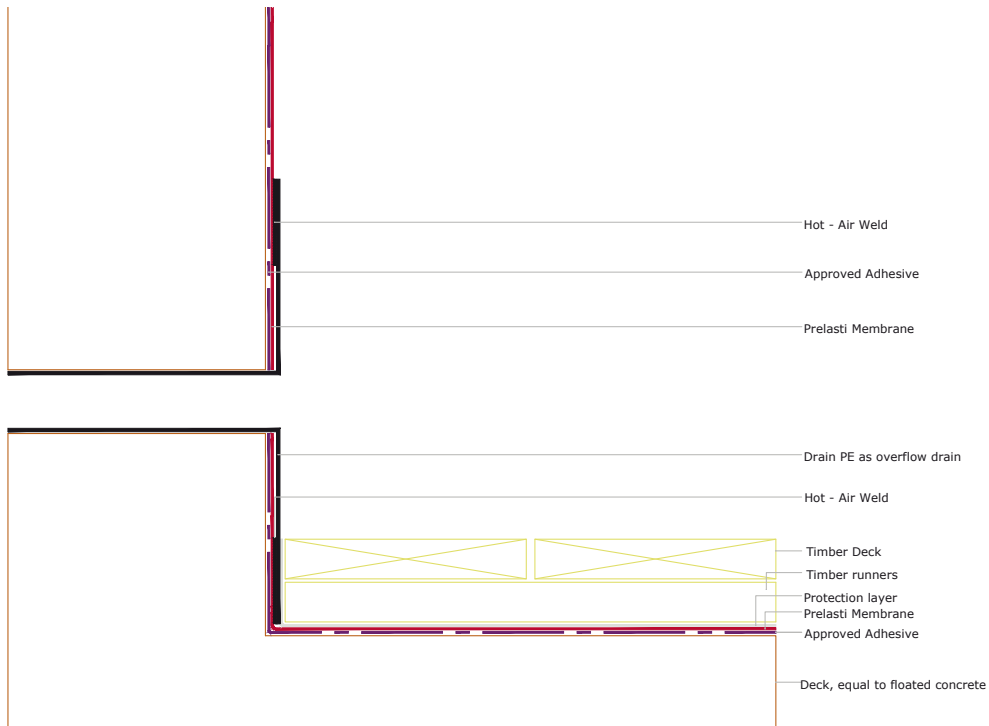 Hot - Air Weld
Approved Adhesive
Prelasti Membrane
Drain PE as overflow drain
Hot - Air Weld
Timber Deck
Timber runners
Protection layer
Prelasti Membrane
Approved Adhesive
Deck, equal to floated concrete